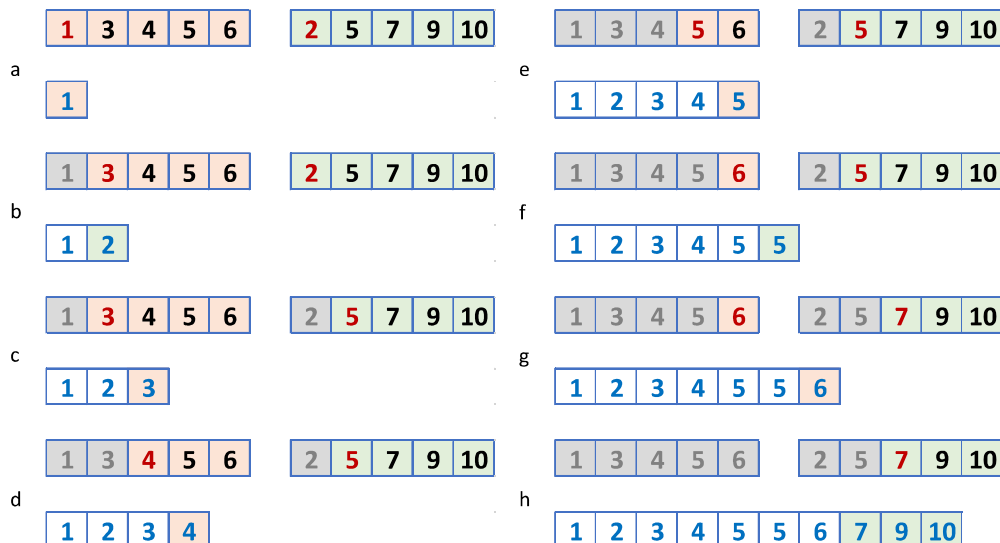 1 3 4 5 6 2 5 7 9 10
a
1
1 3 4 5 6 2 5 7 9 10
b
1 2
1 3 4 5 6 2 5 7 9 10
c
1 2 3
1 3 4 5 6 2 5 7 9 10
d
1 2 3 4
1 3 4 5 6 2 5 7 9 10
e
1 2 3 4 5
1 3 4 5 6 2 5 7 9 10
f
1 2 3 4 5 5
1 3 4 5 6 2 5 7 9 10
g
1 2 3 4 5 5 6
1 3 4 5 6 2 5 7 9 10
h
1 2 3 4 5 5 6 7 9 10